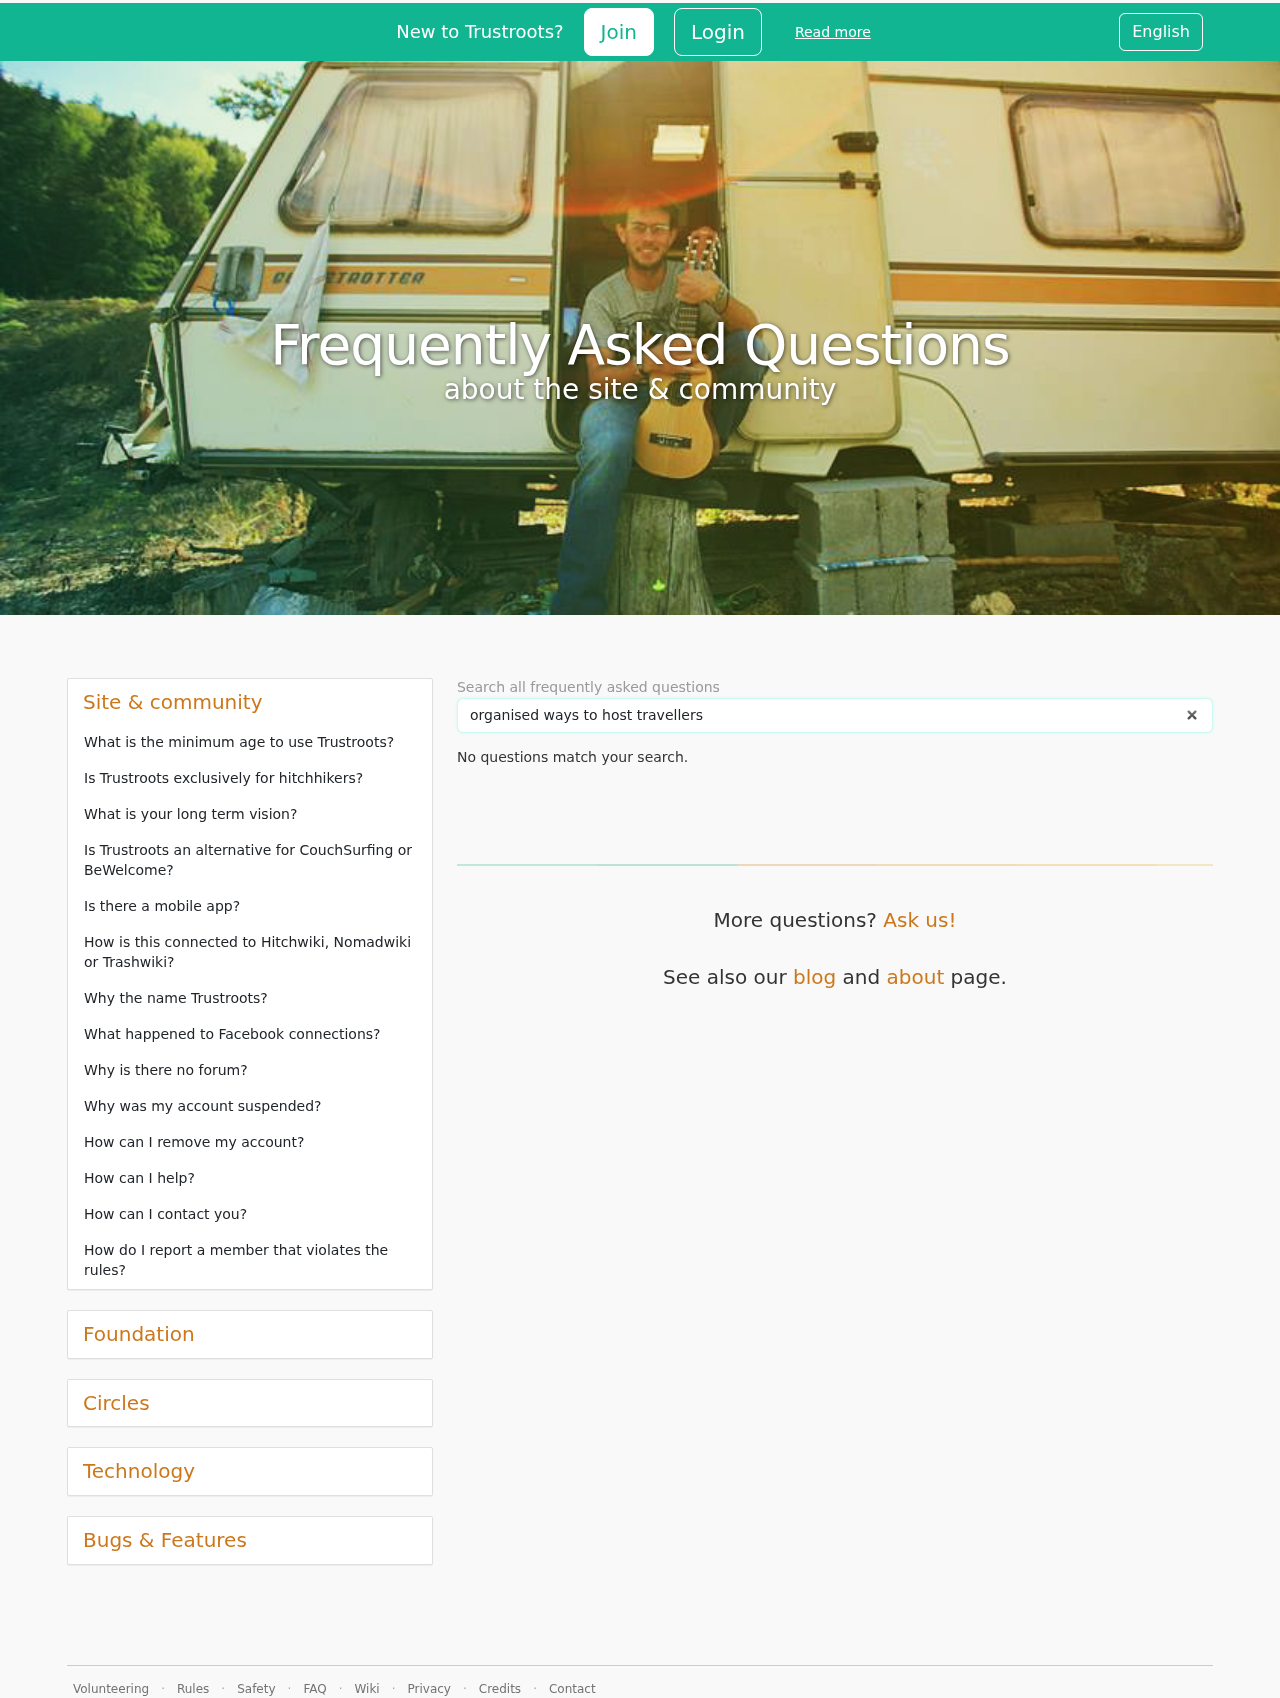 New to Trustroots?
Join
Login
Read more
English
Frequently Asked Questions
about the site & community
Site & community
What is the minimum age to use Trustroots?
Is Trustroots exclusively for hitchhikers?
What is your long term vision?
Is Trustroots an alternative for CouchSurfing or
BeWelcome?
Is there a mobile app?
How is this connected to Hitchwiki, Nomadwiki
or Trashwiki?
Why the name Trustroots?
What happened to Facebook connections?
Why is there no forum?
Why was my account suspended?
How can I remove my account?
How can I help?
How can I contact you?
How do I report a member that violates the
rules?
Foundation
Circles
Technology
Bugs & Features
Search all frequently asked questions
organised ways to host travellers
No questions match your search.
More questions? Ask us!
See also our blog and about page.
Volunteering · Rules · Safety · FAQ · Wiki · Privacy · Credits · Contact